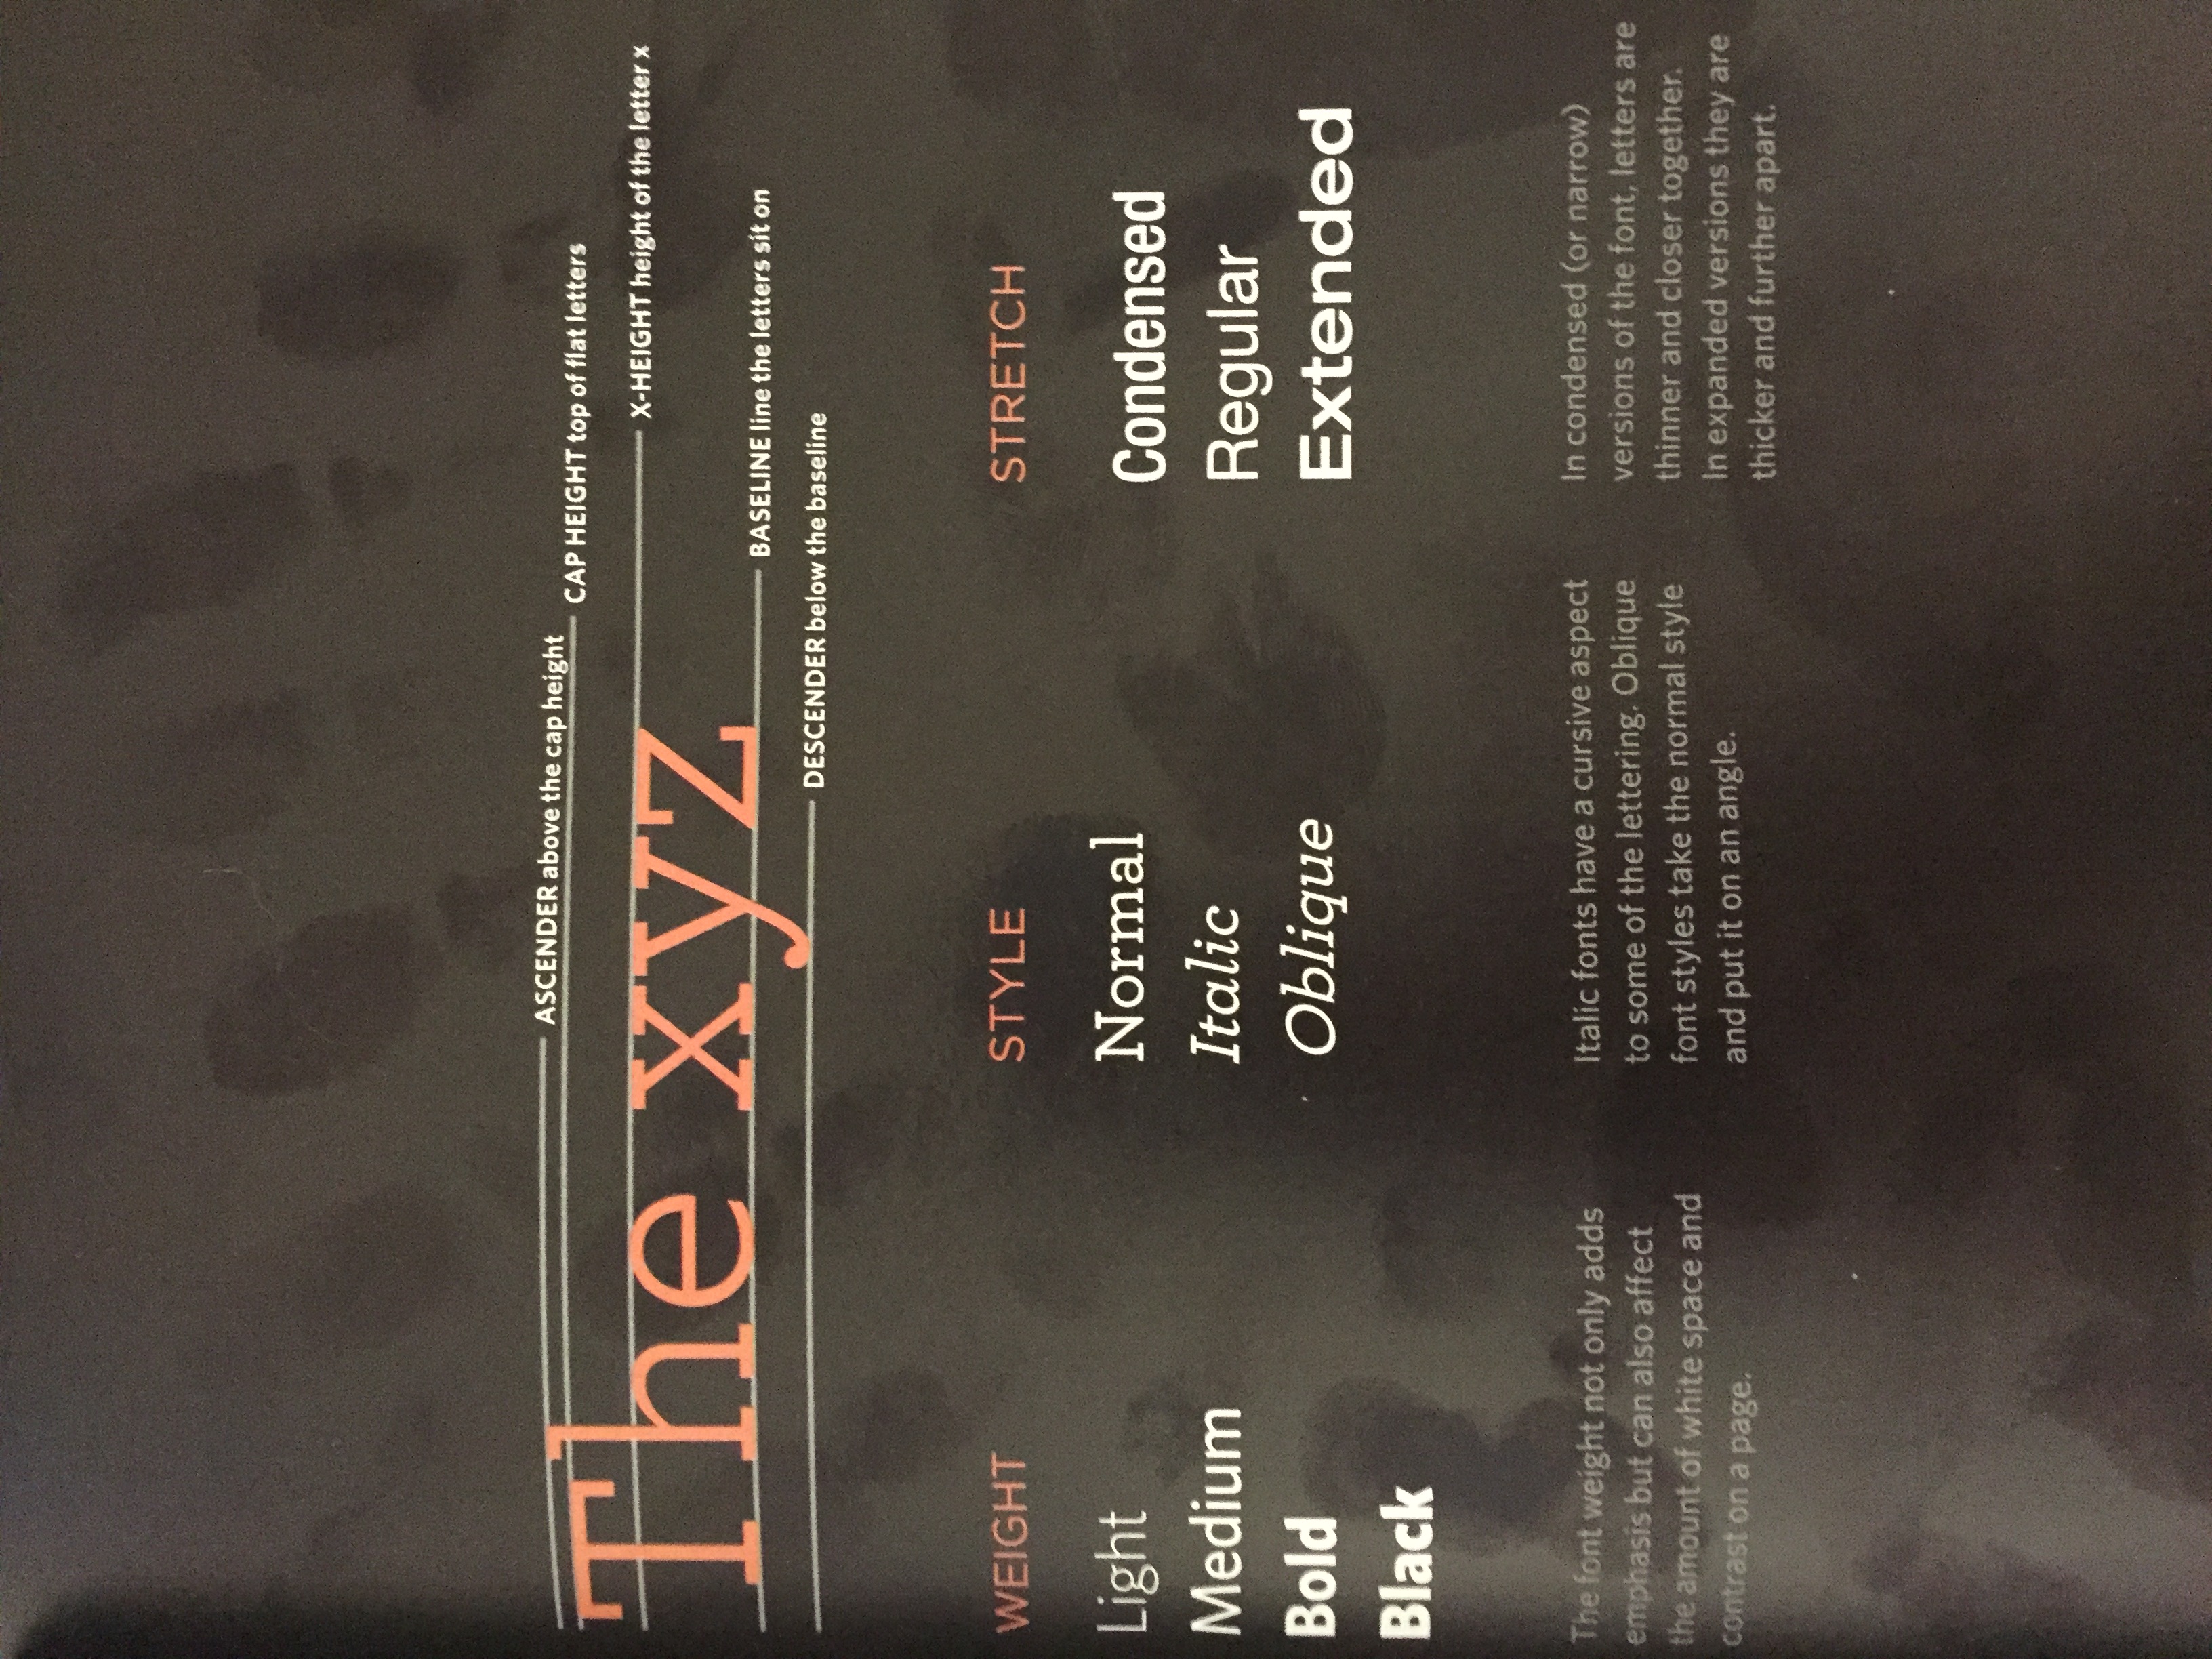 ASCENDER above the cap height
CAP HEIGHT top of flat letters
The xyz
X-HEIGHT height of the letter x
BASELINE line the letters sit on
DESCENDER below the baseline
WEIGHT
Light
Medium
Bold
Black
The font weight not only adds
emphasis but can also affect
the amount of white space and
contrast on a page.
STYLE
Normal
Italic
Oblique
Italic fonts have a cursive aspect
to some of the lettering. Oblique
font styles take the normal style
and put it on an angle.
STRETCH
Condensed
Regular
Extended
In condensed (or narrow)
versions of the font, letters are
thinner and closer together.
In expanded versions they are
thicker and further apart.